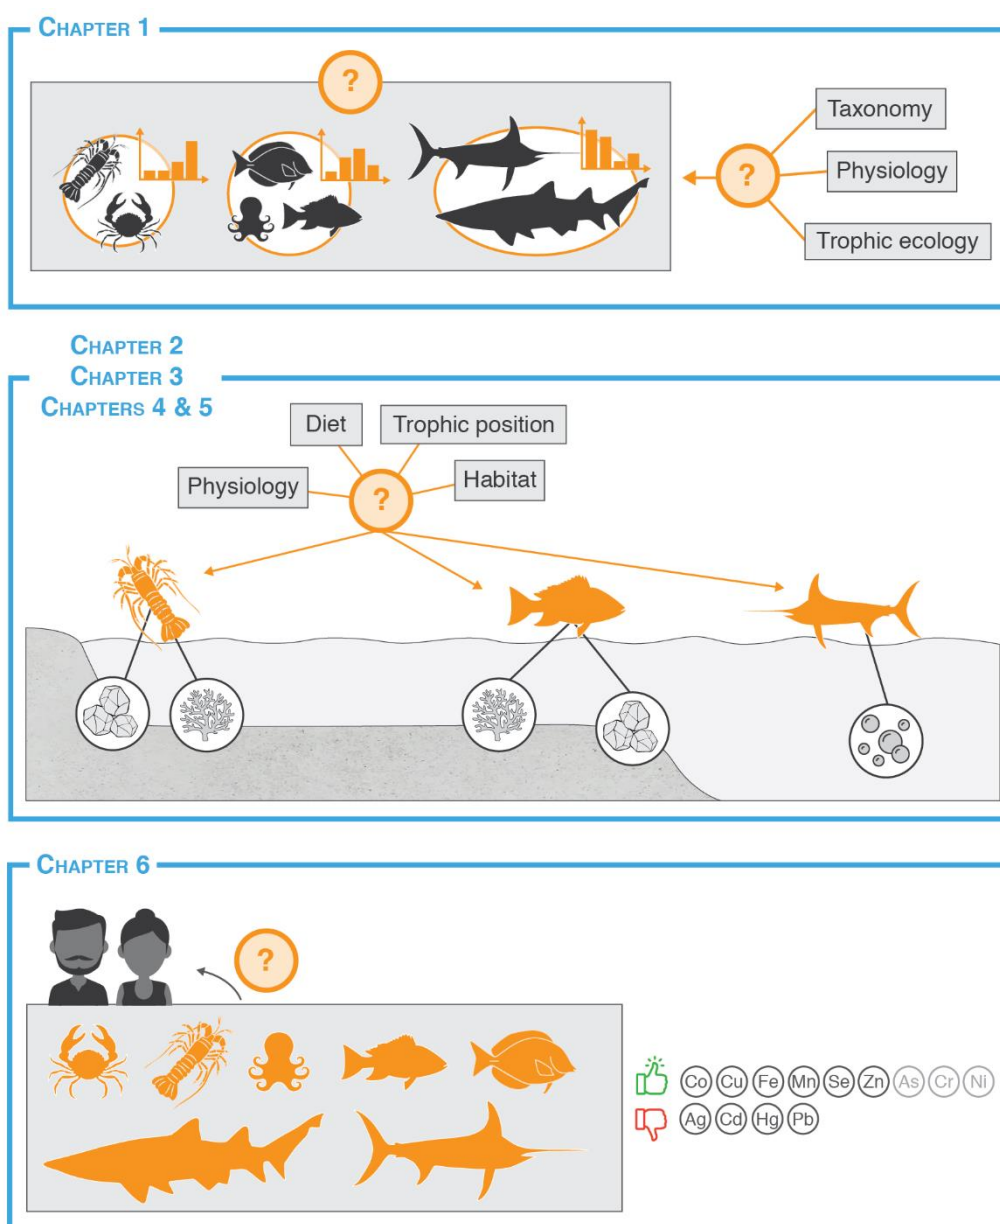 CHAPTER 1
?
?
Taxonomy
Physiology
Trophic ecology
CHAPTER 2
CHAPTER 3
CHAPTERS 4 & 5
Diet
Trophic position
Physiology
?
Habitat
CHAPTER 6
?
Co Cu Fe Mn Se Zn As Cr Ni
Ag Cd Hg Pb